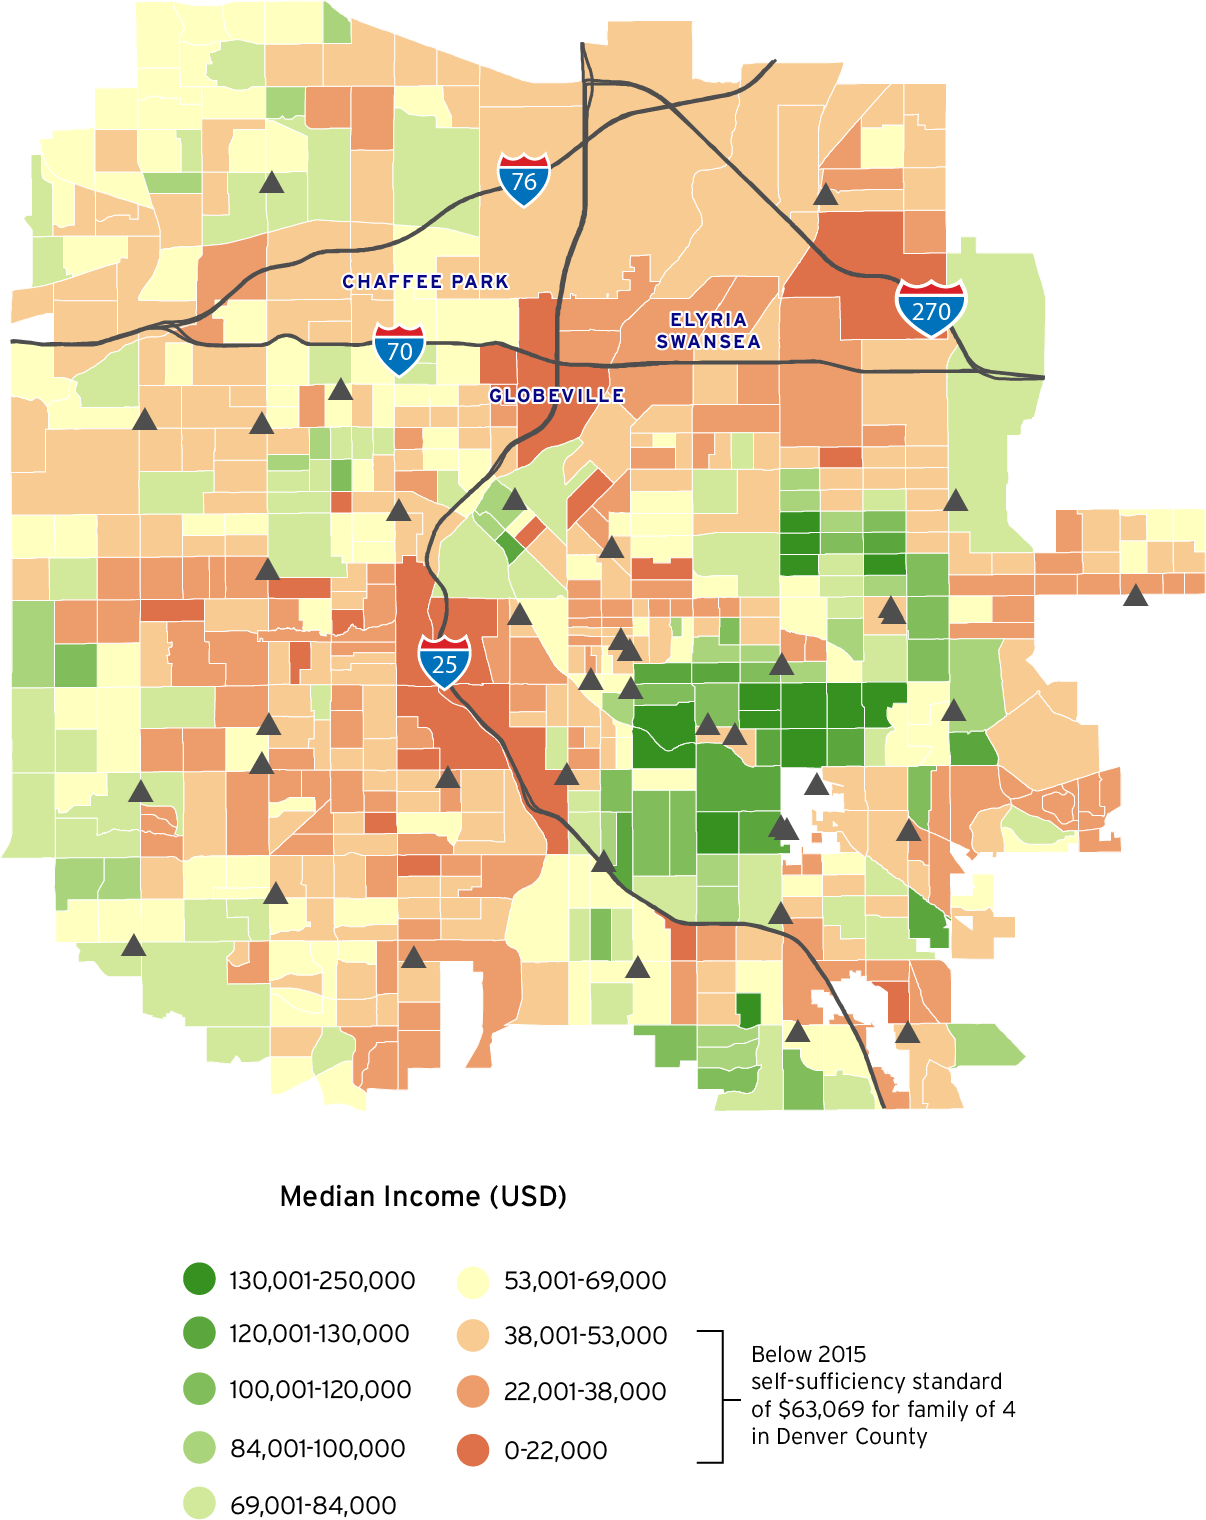 76
CHAFFEE PARK
270
ELYRIA
SWANSEA
70
GLOBEVILLE
25
Median Income (USD)
130,001-250,000
120,001-130,000
100,001-120,000
84,001-100,000
69,001-84,000
53,001-69,000
38,001-53,000
22,001-38,000
0-22,000
Below 2015
self-sufficiency standard
of $63,069 for family of 4
in Denver County